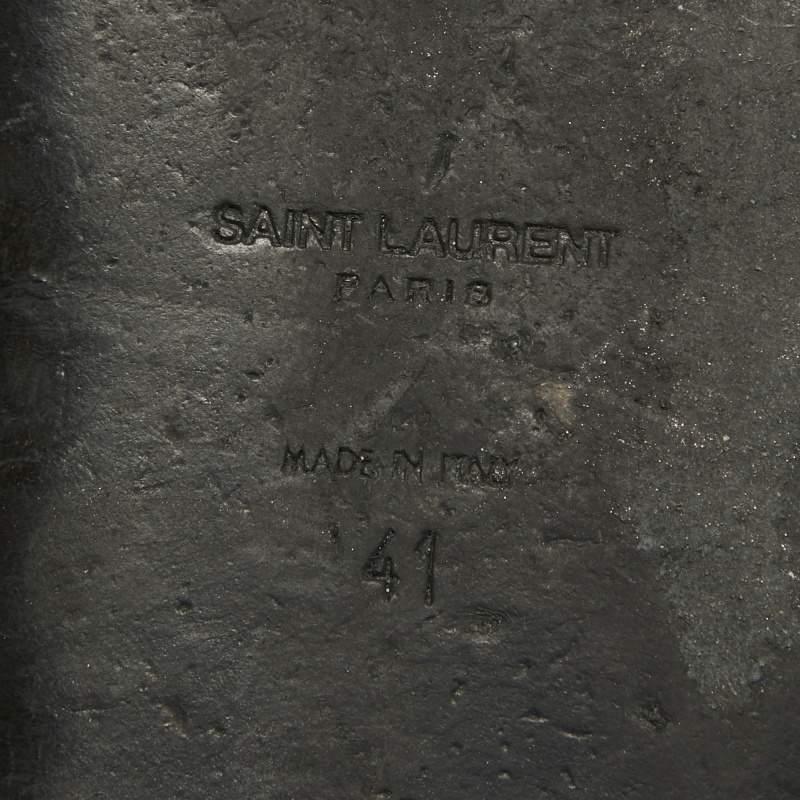 SAINT LAURENT
PARIS
MADE IN ITALY
41